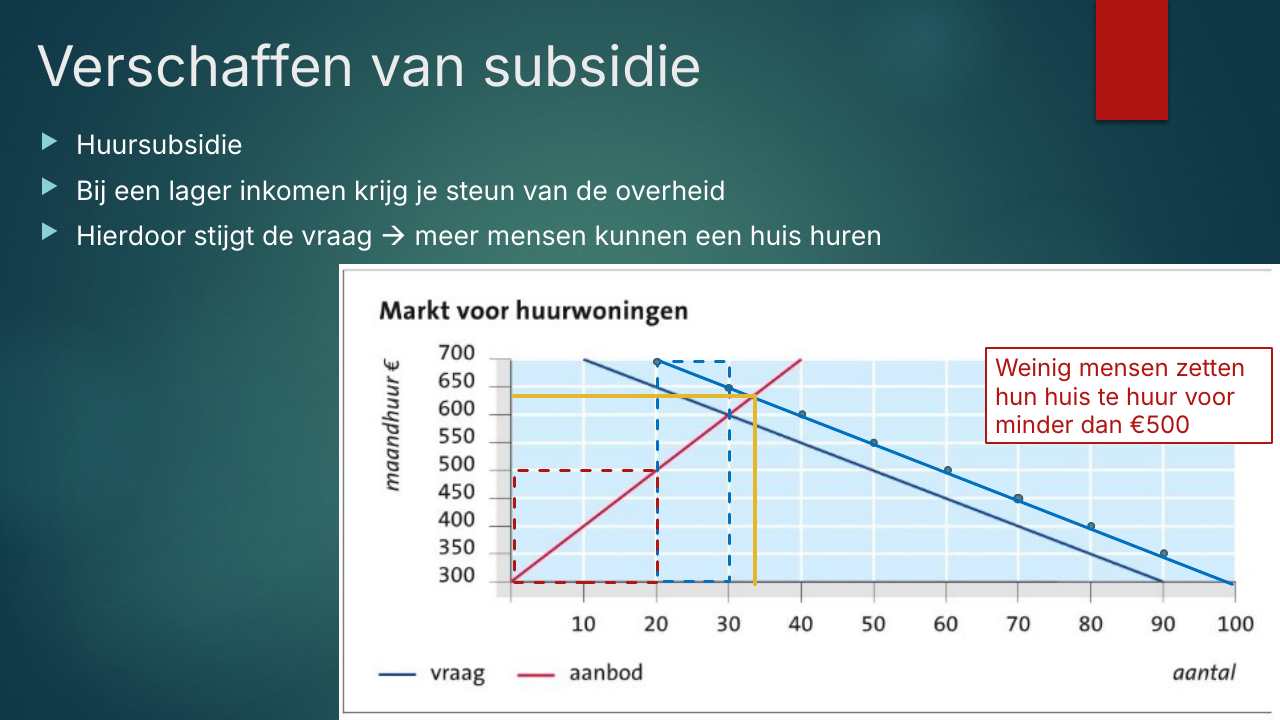 Verschaffen van subsidie
Huursubsidie
Bij een lager inkomen krijg je steun van de overheid
Hierdoor stijgt de vraag → meer mensen kunnen een huis huren
Markt voor huurwoningen
maandhuur €
700
650
600
550
500
450
400
350
300
Weinig mensen zetten
hun huis te huur voor
minder dan €500
10 20 30 40 50 60 70 80 90 100
vraag aanbod aantal